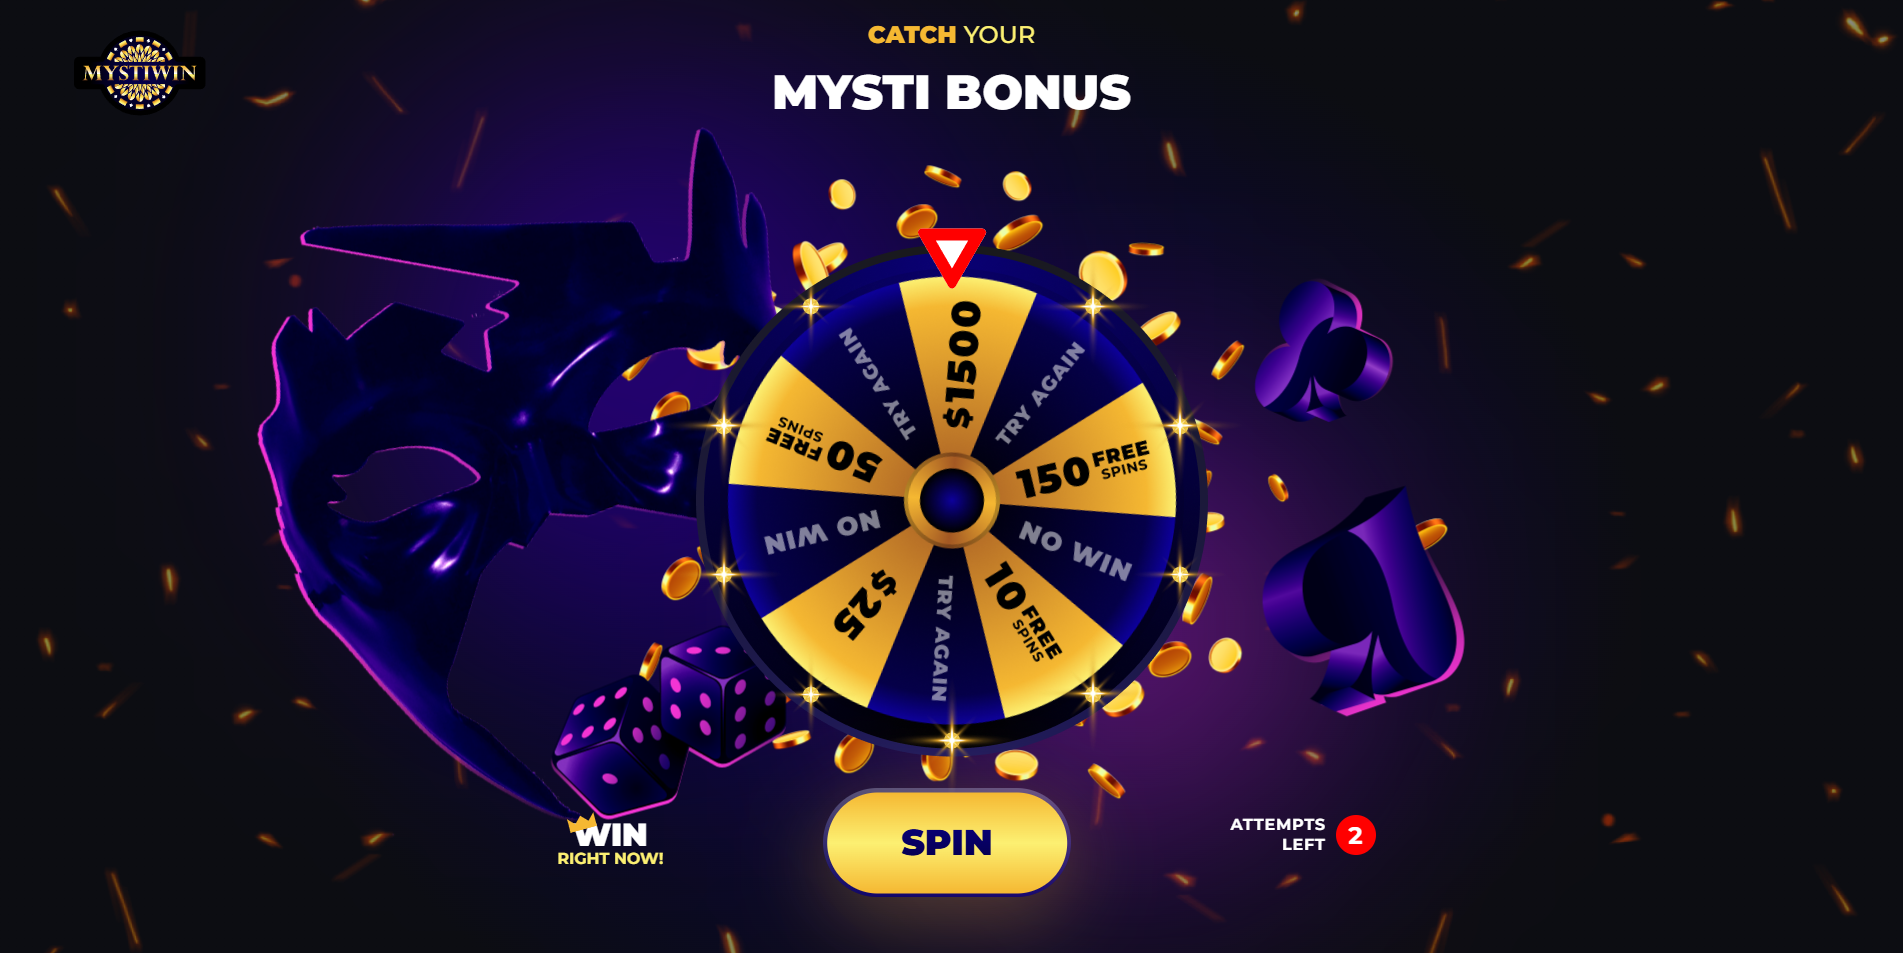 CATCH YOUR
MYSTIWIN
MYSTI BONUS
$1500
TRY AGAIN
150 FREE
SPINS
NO WIN
10 FREE
SPINS
TRY AGAIN
$25
NO WIN
50 FREE
SPINS
TRY AGAIN
WIN
RIGHT NOW!
SPIN
ATTEMPTS
LEFT
2